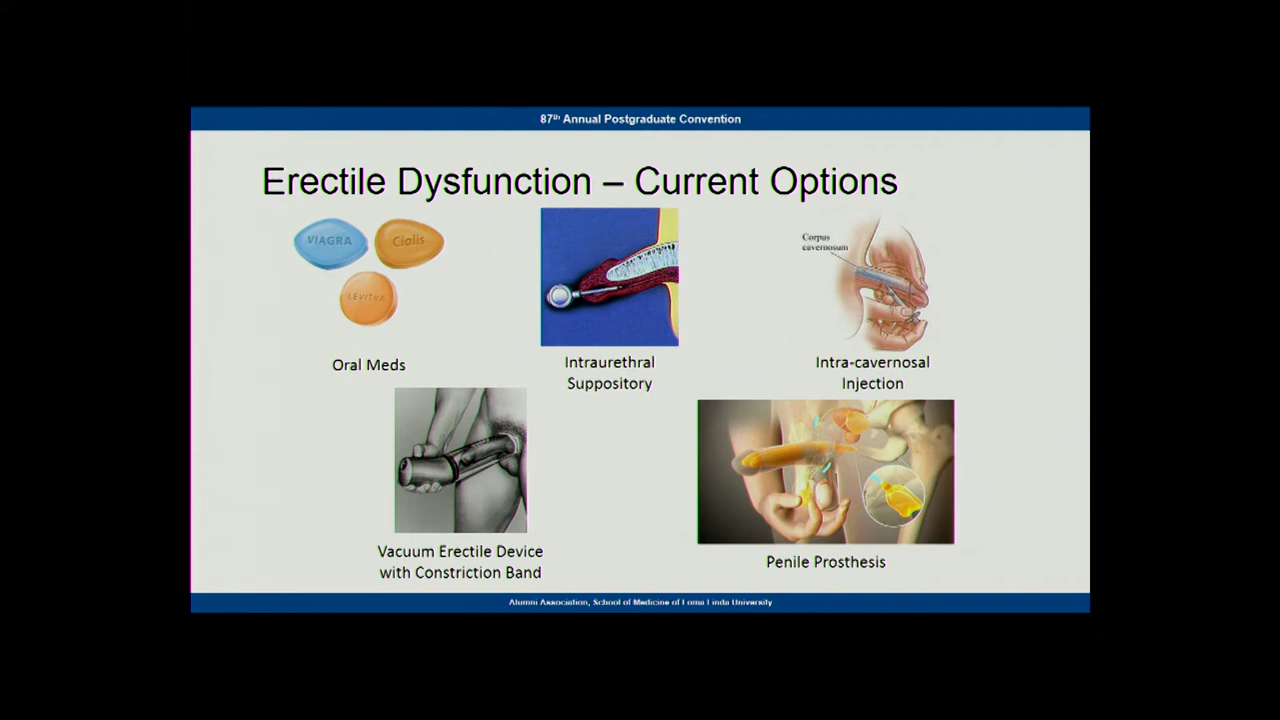 87th Annual Postgraduate Convention
Erectile Dysfunction – Current Options
VIAGRA
Cialis
LEVITRA
Corpus
cavernosum
Oral Meds
Intraurethral
Suppository
Intra-cavernosal
Injection
Vacuum Erectile Device
with Constriction Band
Penile Prosthesis
Alumni Association, School of Medicine of Loma Linda University